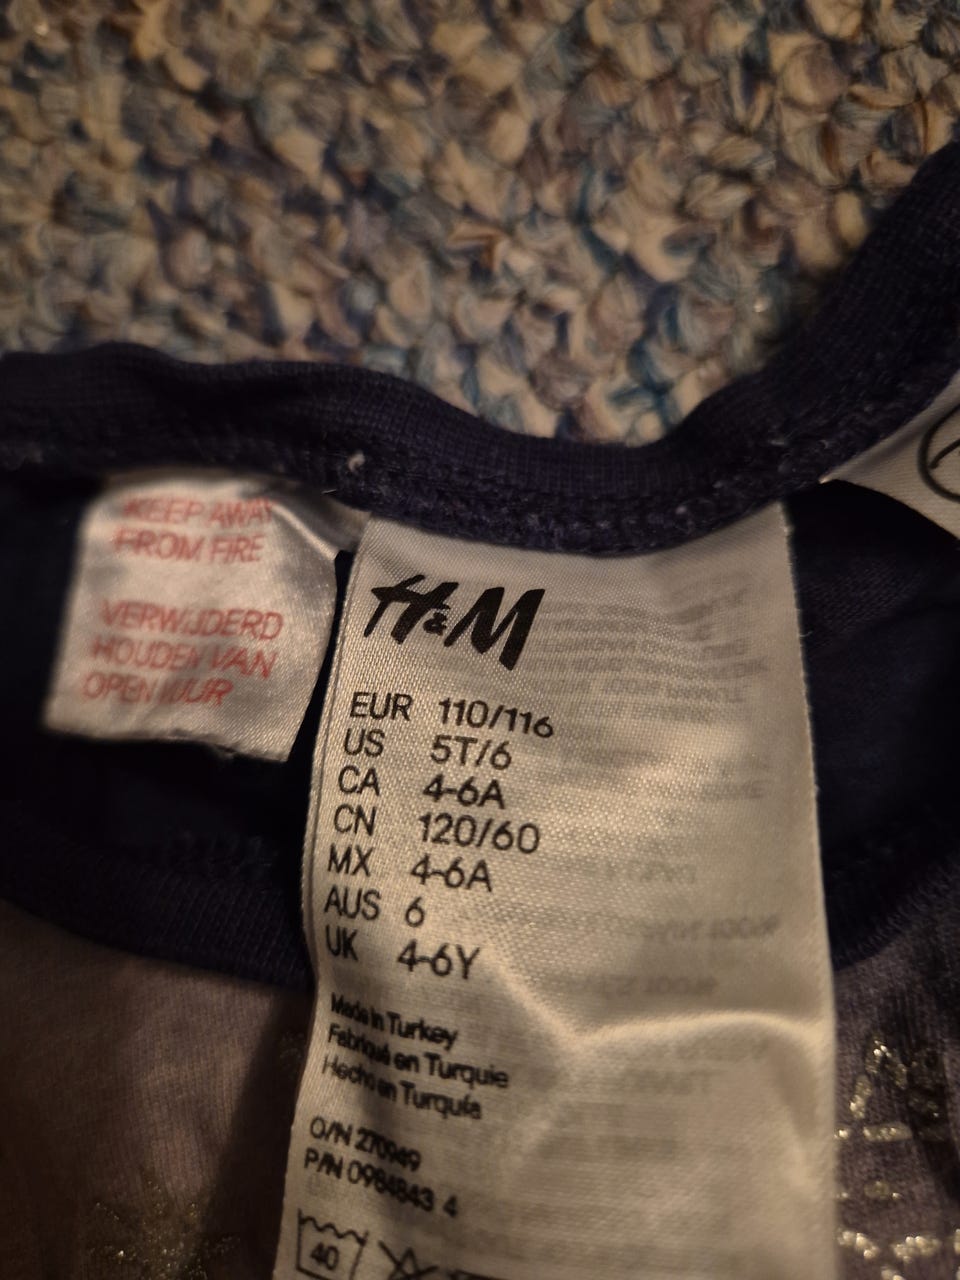 KEEP AWAY
FROM FIRE
VERWIJDERD
HOUDEN VAN
OPEN VUUR
H&M
EUR 110/116
US 5T/6
CA 4-6A
CN 120/60
MX 4-6A
AUS 6
UK 4-6Y
Made in Turkey
Fabriqué en Turquie
Hecho en Turquía
O/N 270949
P/N 0984843 4
40